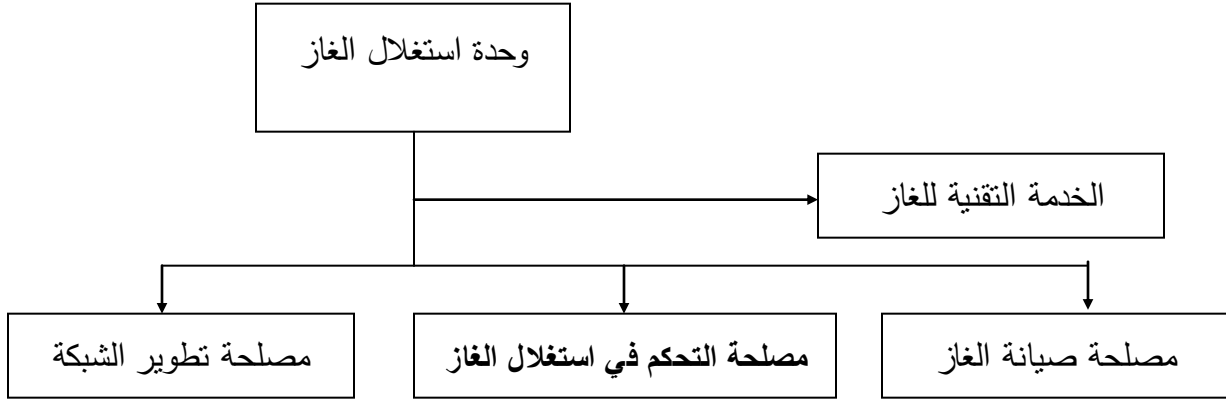 وحدة استغلال الغاز
الخدمة التقنية للغاز
مصلحة صيانة الغاز
مصلحة التحكم في استغلال الغاز
مصلحة تطوير الشبكة